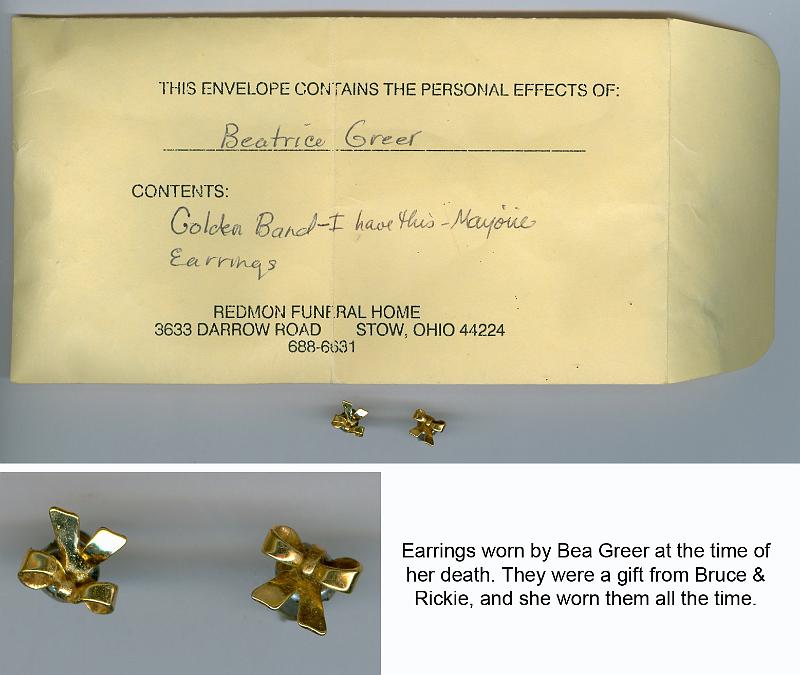 THIS ENVELOPE CONTAINS THE PERSONAL EFFECTS OF:
Beatrice Greer
CONTENTS:
Golden Band-I have this-Marjorie
Earrings
REDMON FUNERAL HOME
3633 DARROW ROAD STOW, OHIO 44224
688-6631
Earrings worn by Bea Greer at the time of
her death. They were a gift from Bruce &
Rickie, and she worn them all the time.